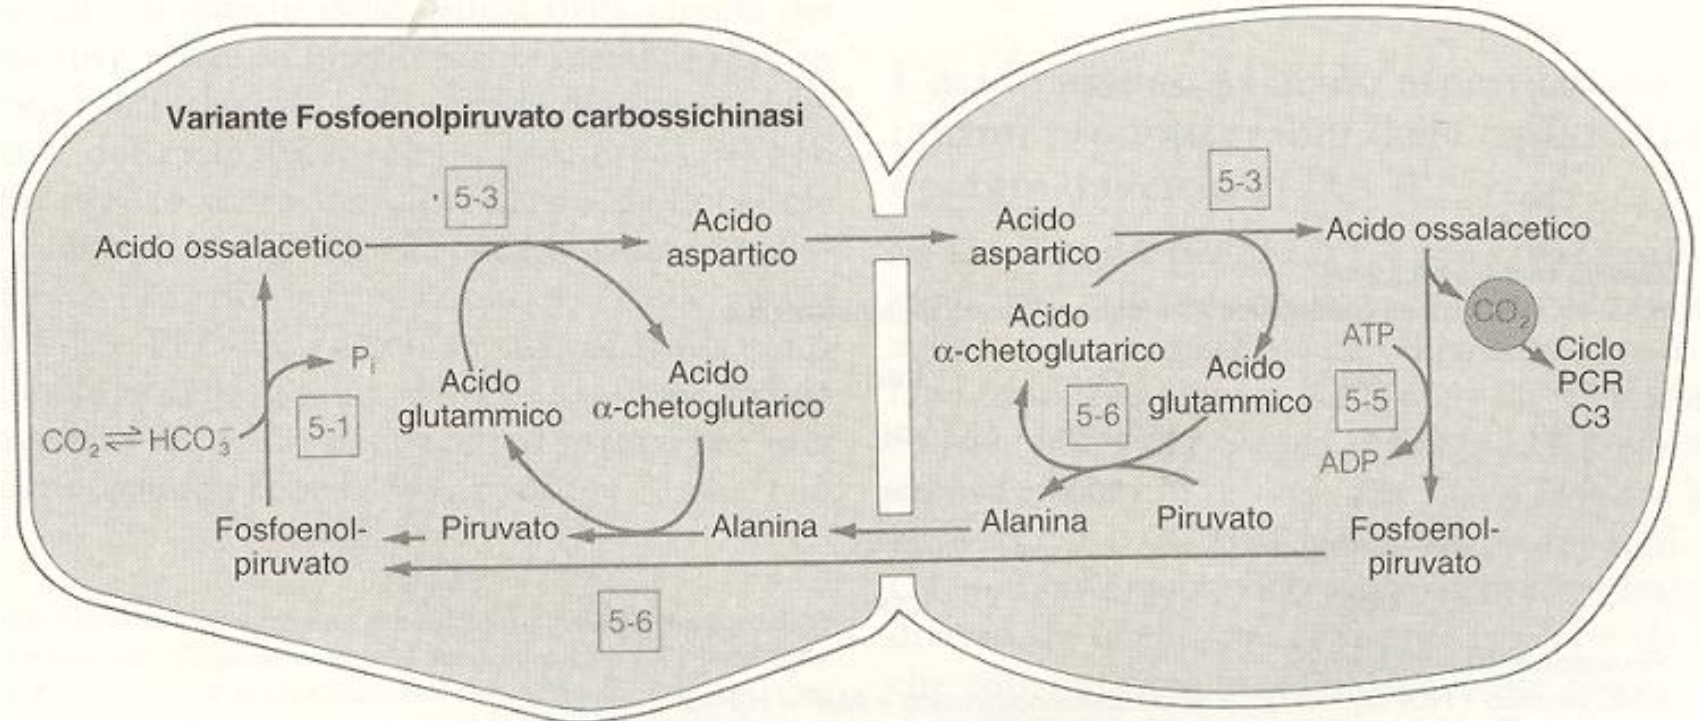 Variante Fosfoenolpiruvato carbossichinasi
5-3
Acido ossalacetico
Acido
aspartico
Pi
Acido
glutammico
Acido
α-chetoglutarico
5-1
CO2 ⇌ HCO3-
Fosfoenol-
piruvato
Piruvato
Alanina
5-6
5-3
Acido
aspartico
Acido ossalacetico
Acido
α-chetoglutarico
Acido
glutammico
5-6
ATP
5-5
ADP
CO2
Ciclo
PCR
C3
Alanina
Piruvato
Fosfoenol-
piruvato